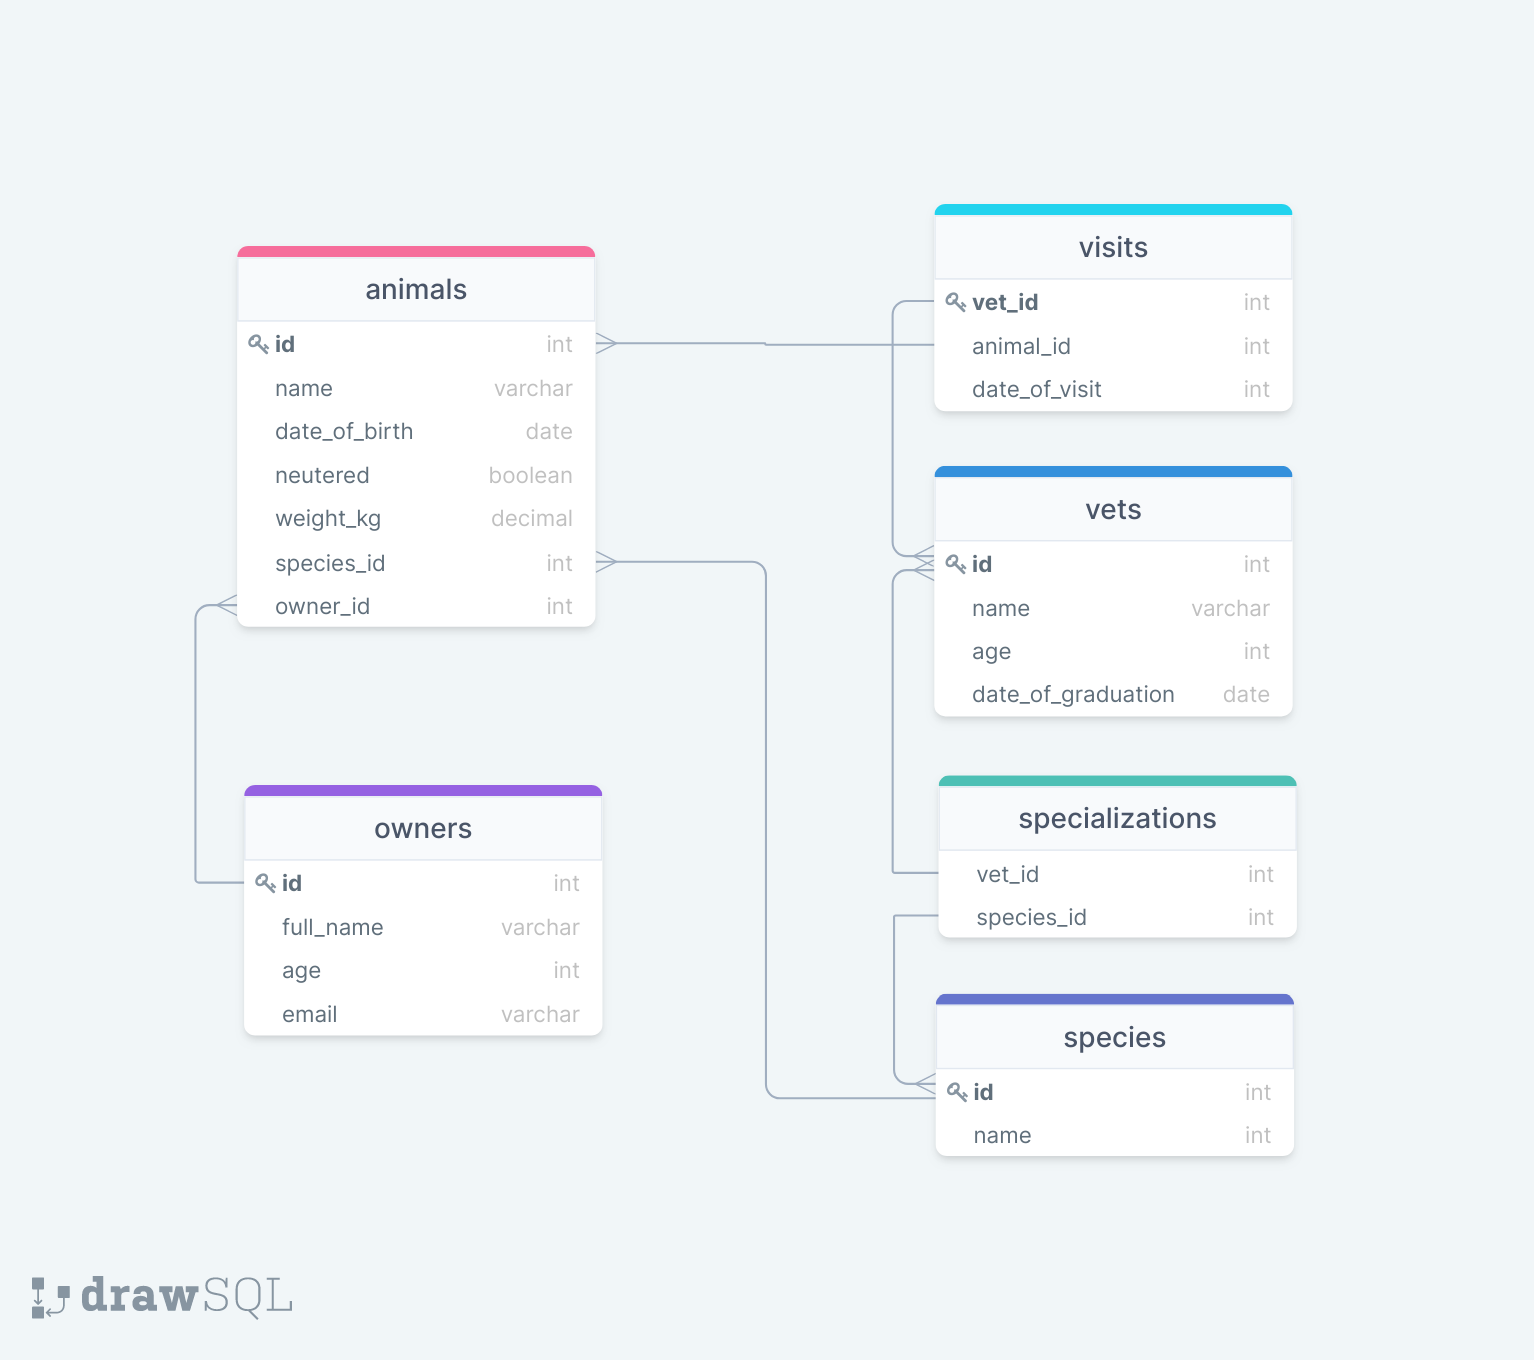 animals
id int
name varchar
date_of_birth date
neutered boolean
weight_kg decimal
species_id int
owner_id int
owners
id int
full_name varchar
age int
email varchar
visits
vet_id int
animal_id int
date_of_visit int
vets
id int
name varchar
age int
date_of_graduation date
specializations
vet_id int
species_id int
species
id int
name int
drawSQL